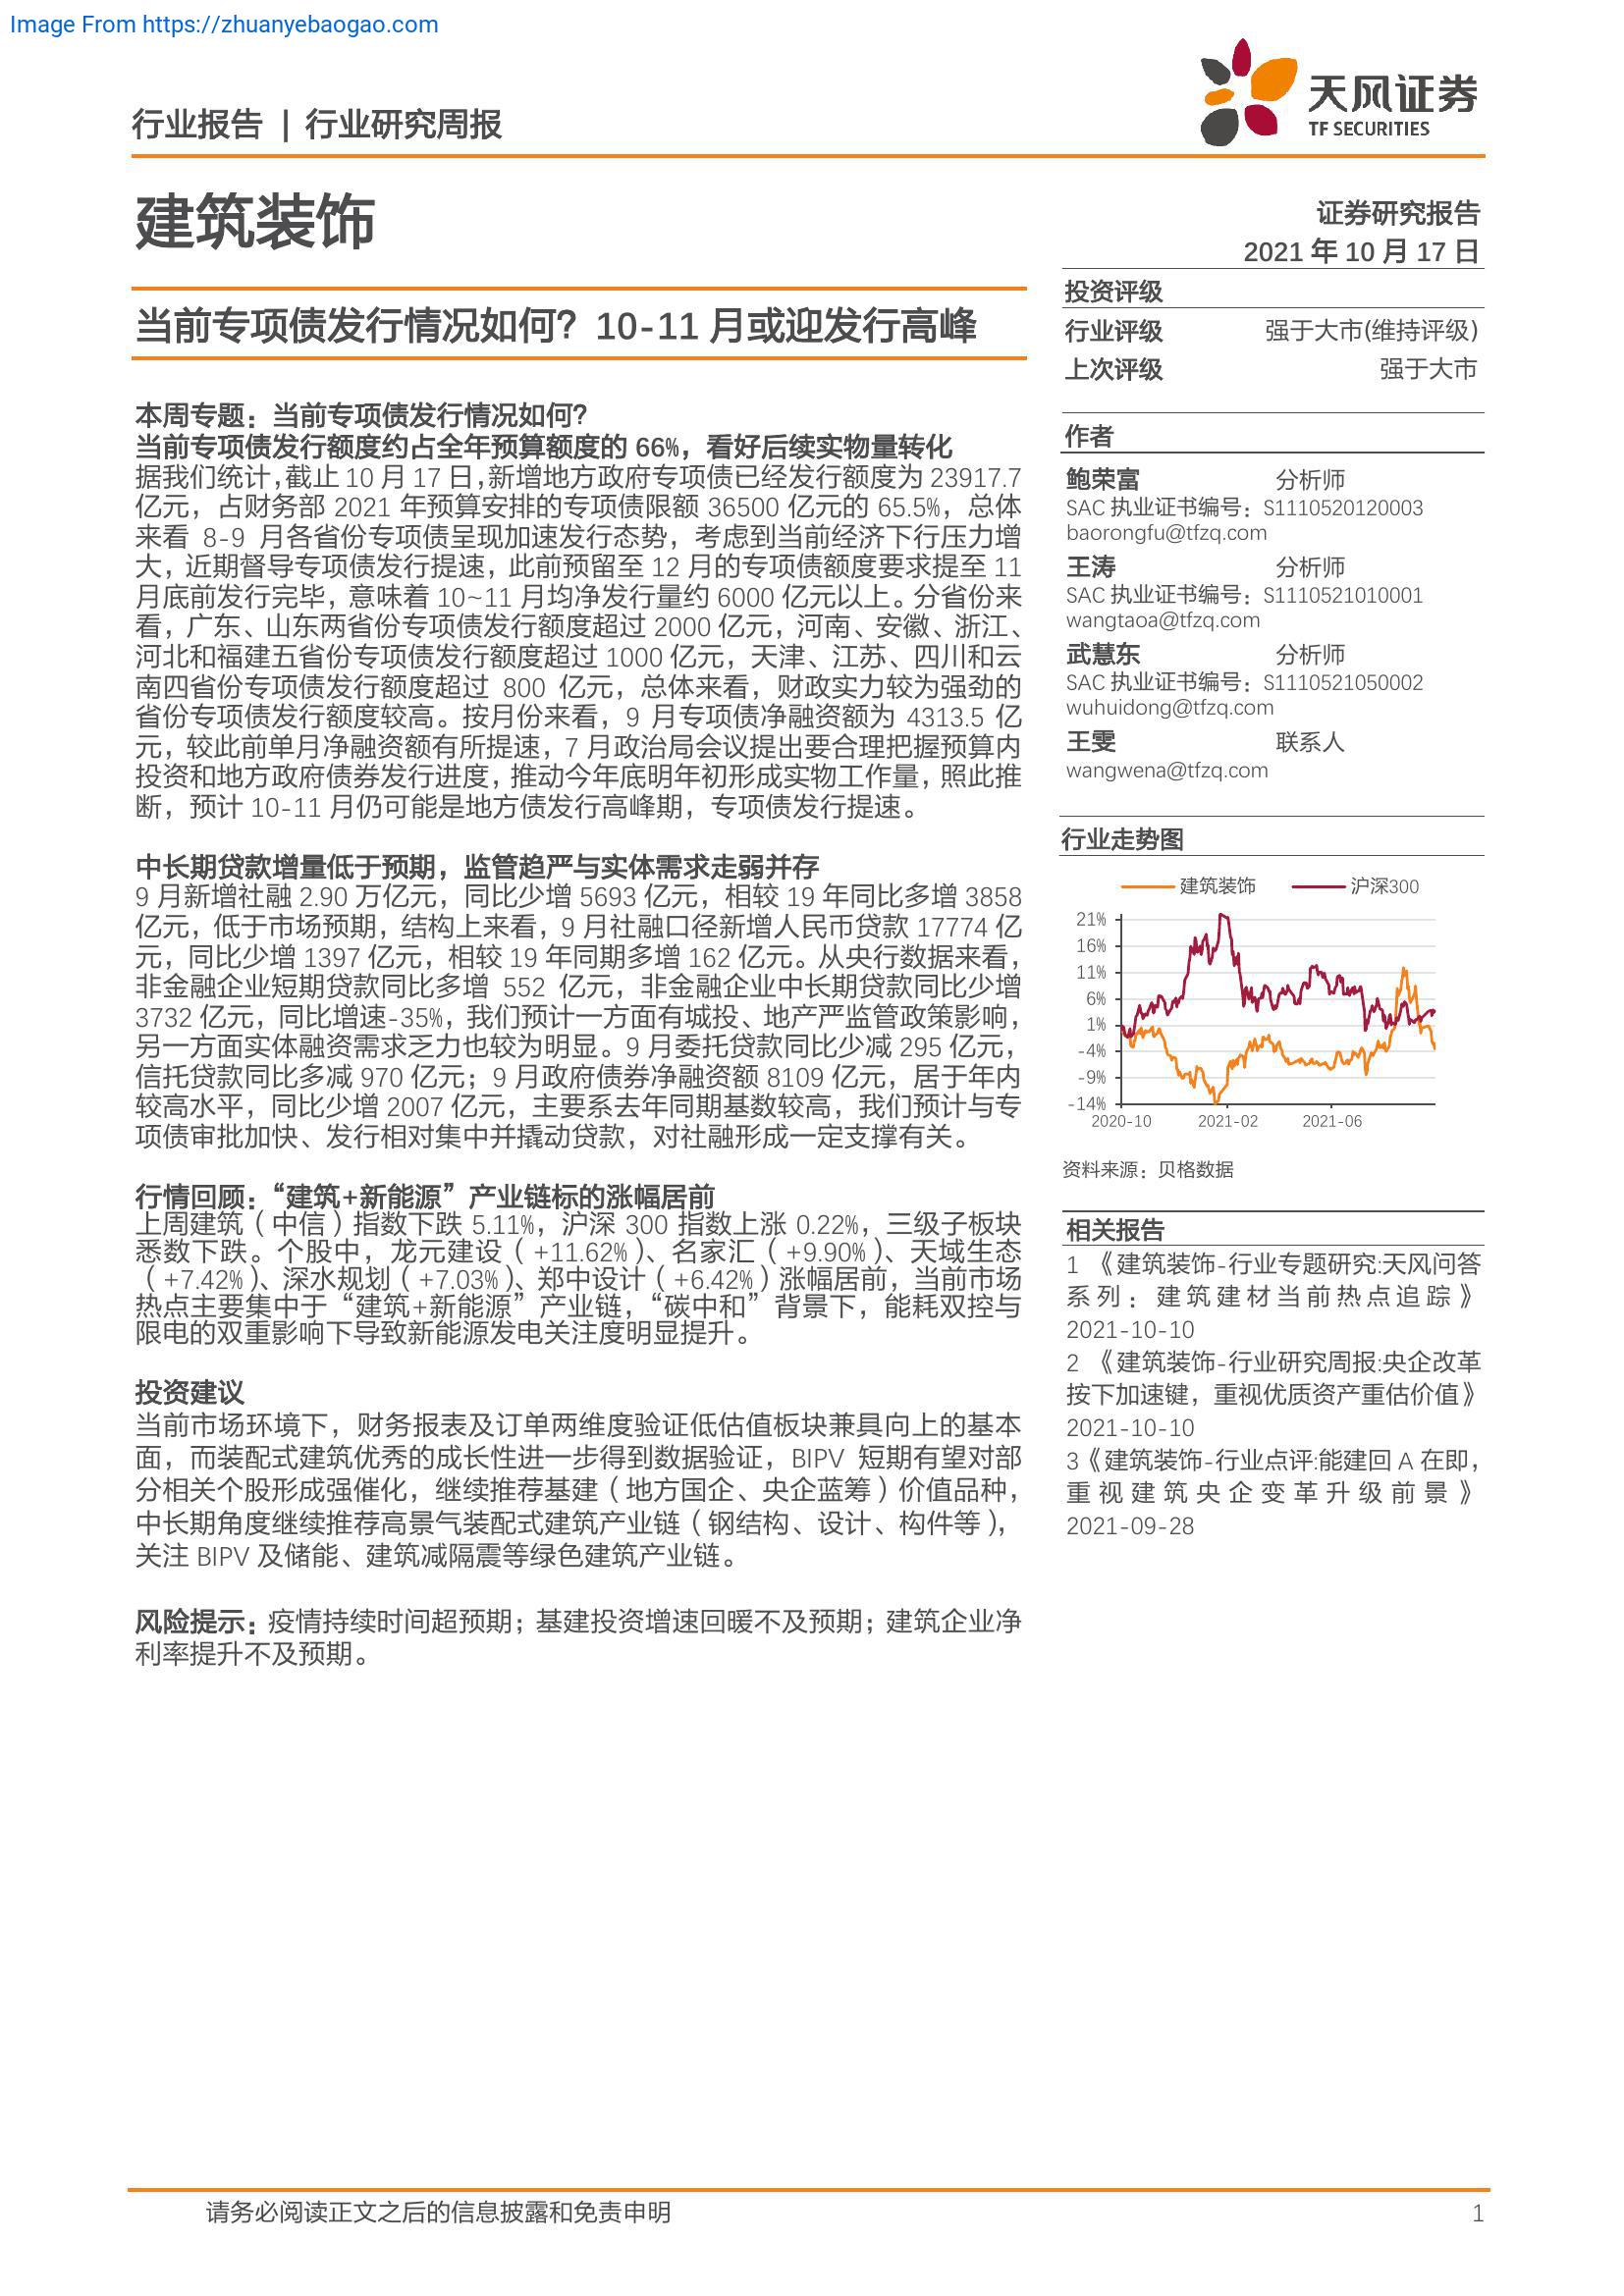 Image From https://zhuanyebaogao.com
行业报告 | 行业研究周报
天风证券
TF SECURITIES
建筑装饰
证券研究报告
2021 年 10 月 17 日
当前专项债发行情况如何？10-11 月或迎发行高峰
本周专题：当前专项债发行情况如何？
当前专项债发行额度约占全年预算额度的 66%，看好后续实物量转化
据我们统计，截止 10 月 17 日，新增地方政府专项债已经发行额度为 23917.7
亿元，占财务部 2021 年预算安排的专项债限额 36500 亿元的 65.5%，总体
来看 8-9 月各省份专项债呈现加速发行态势，考虑到当前经济下行压力增
大，近期督导专项债发行提速，此前预留至 12 月的专项债额度要求提至 11
月底前发行完毕，意味着 10~11 月均净发行量约 6000 亿元以上。分省份来
看，广东、山东两省份专项债发行额度超过 2000 亿元，河南、安徽、浙江、
河北和福建五省份专项债发行额度超过 1000 亿元，天津、江苏、四川和云
南四省份专项债发行额度超过 800 亿元，总体来看，财政实力较为强劲的
省份专项债发行额度较高。按月份来看，9 月专项债净融资额为 4313.5 亿
元，较此前单月净融资额有所提速，7 月政治局会议提出要合理把握预算内
投资和地方政府债券发行进度，推动今年底明年初形成实物工作量，照此推
断，预计 10-11 月仍可能是地方债发行高峰期，专项债发行提速。
中长期贷款增量低于预期，监管趋严与实体需求走弱并存
9 月新增社融 2.90 万亿元，同比少增 5693 亿元，相较 19 年同比多增 3858
亿元，低于市场预期，结构上来看，9 月社融口径新增人民币贷款 17774 亿
元，同比少增 1397 亿元，相较 19 年同期多增 162 亿元。从央行数据来看，
非金融企业短期贷款同比多增 552 亿元，非金融企业中长期贷款同比少增
3732 亿元，同比增速-35%，我们预计一方面有城投、地产严监管政策影响，
另一方面实体融资需求乏力也较为明显。9 月委托贷款同比少减 295 亿元，
信托贷款同比多减 970 亿元；9 月政府债券净融资额 8109 亿元，居于年内
较高水平，同比少增 2007 亿元，主要系去年同期基数较高，我们预计与专
项债审批加快、发行相对集中并撬动贷款，对社融形成一定支撑有关。
行情回顾：“建筑+新能源”产业链标的涨幅居前
上周建筑（中信）指数下跌 5.11%，沪深 300 指数上涨 0.22%，三级子板块
悉数下跌。个股中，龙元建设（+11.62%）、名家汇（+9.90%）、天域生态
（+7.42%）、深水规划（+7.03%）、郑中设计（+6.42%）涨幅居前，当前市场
热点主要集中于“建筑+新能源”产业链，“碳中和”背景下，能耗双控与
限电的双重影响下导致新能源发电关注度明显提升。
投资建议
当前市场环境下，财务报表及订单两维度验证低估值板块兼具向上的基本
面，而装配式建筑优秀的成长性进一步得到数据验证，BIPV 短期有望对部
分相关个股形成强催化，继续推荐基建（地方国企、央企蓝筹）价值品种，
中长期角度继续推荐高景气装配式建筑产业链（钢结构、设计、构件等），
关注 BIPV 及储能、建筑减隔震等绿色建筑产业链。
风险提示：疫情持续时间超预期；基建投资增速回暖不及预期；建筑企业净
利率提升不及预期。
投资评级
行业评级 强于大市(维持评级)
上次评级 强于大市
作者
鲍荣富 分析师
SAC 执业证书编号：S1110520120003
baorongfu@tfzq.com
王涛 分析师
SAC 执业证书编号：S1110521010001
wangtaoa@tfzq.com
武慧东 分析师
SAC 执业证书编号：S1110521050002
wuhuidong@tfzq.com
王雯 联系人
wangwena@tfzq.com
行业走势图
建筑装饰 沪深300
21%
16%
11%
6%
1%
-4%
-9%
-14%
2020-10 2021-02 2021-06
资料来源：贝格数据
相关报告
1 《建筑装饰-行业专题研究:天风问答
系列：建筑建材当前热点追踪》
2021-10-10
2 《建筑装饰-行业研究周报:央企改革
按下加速键，重视优质资产重估价值》
2021-10-10
3《建筑装饰-行业点评:能建回 A 在即，
重视建筑央企变革升级前景》
2021-09-28
请务必阅读正文之后的信息披露和免责申明 1